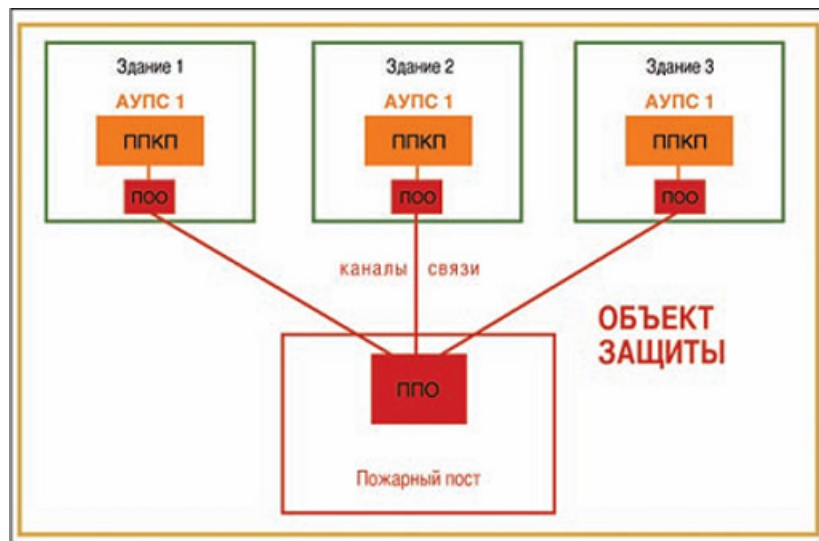 Здание 1
АУПС 1
ППКП
ПОО
Здание 2
АУПС 1
ППКП
ПОО
Здание 3
АУПС 1
ППКП
ПОО
каналы связи
ОБЪЕКТ
ЗАЩИТЫ
ППО
Пожарный пост